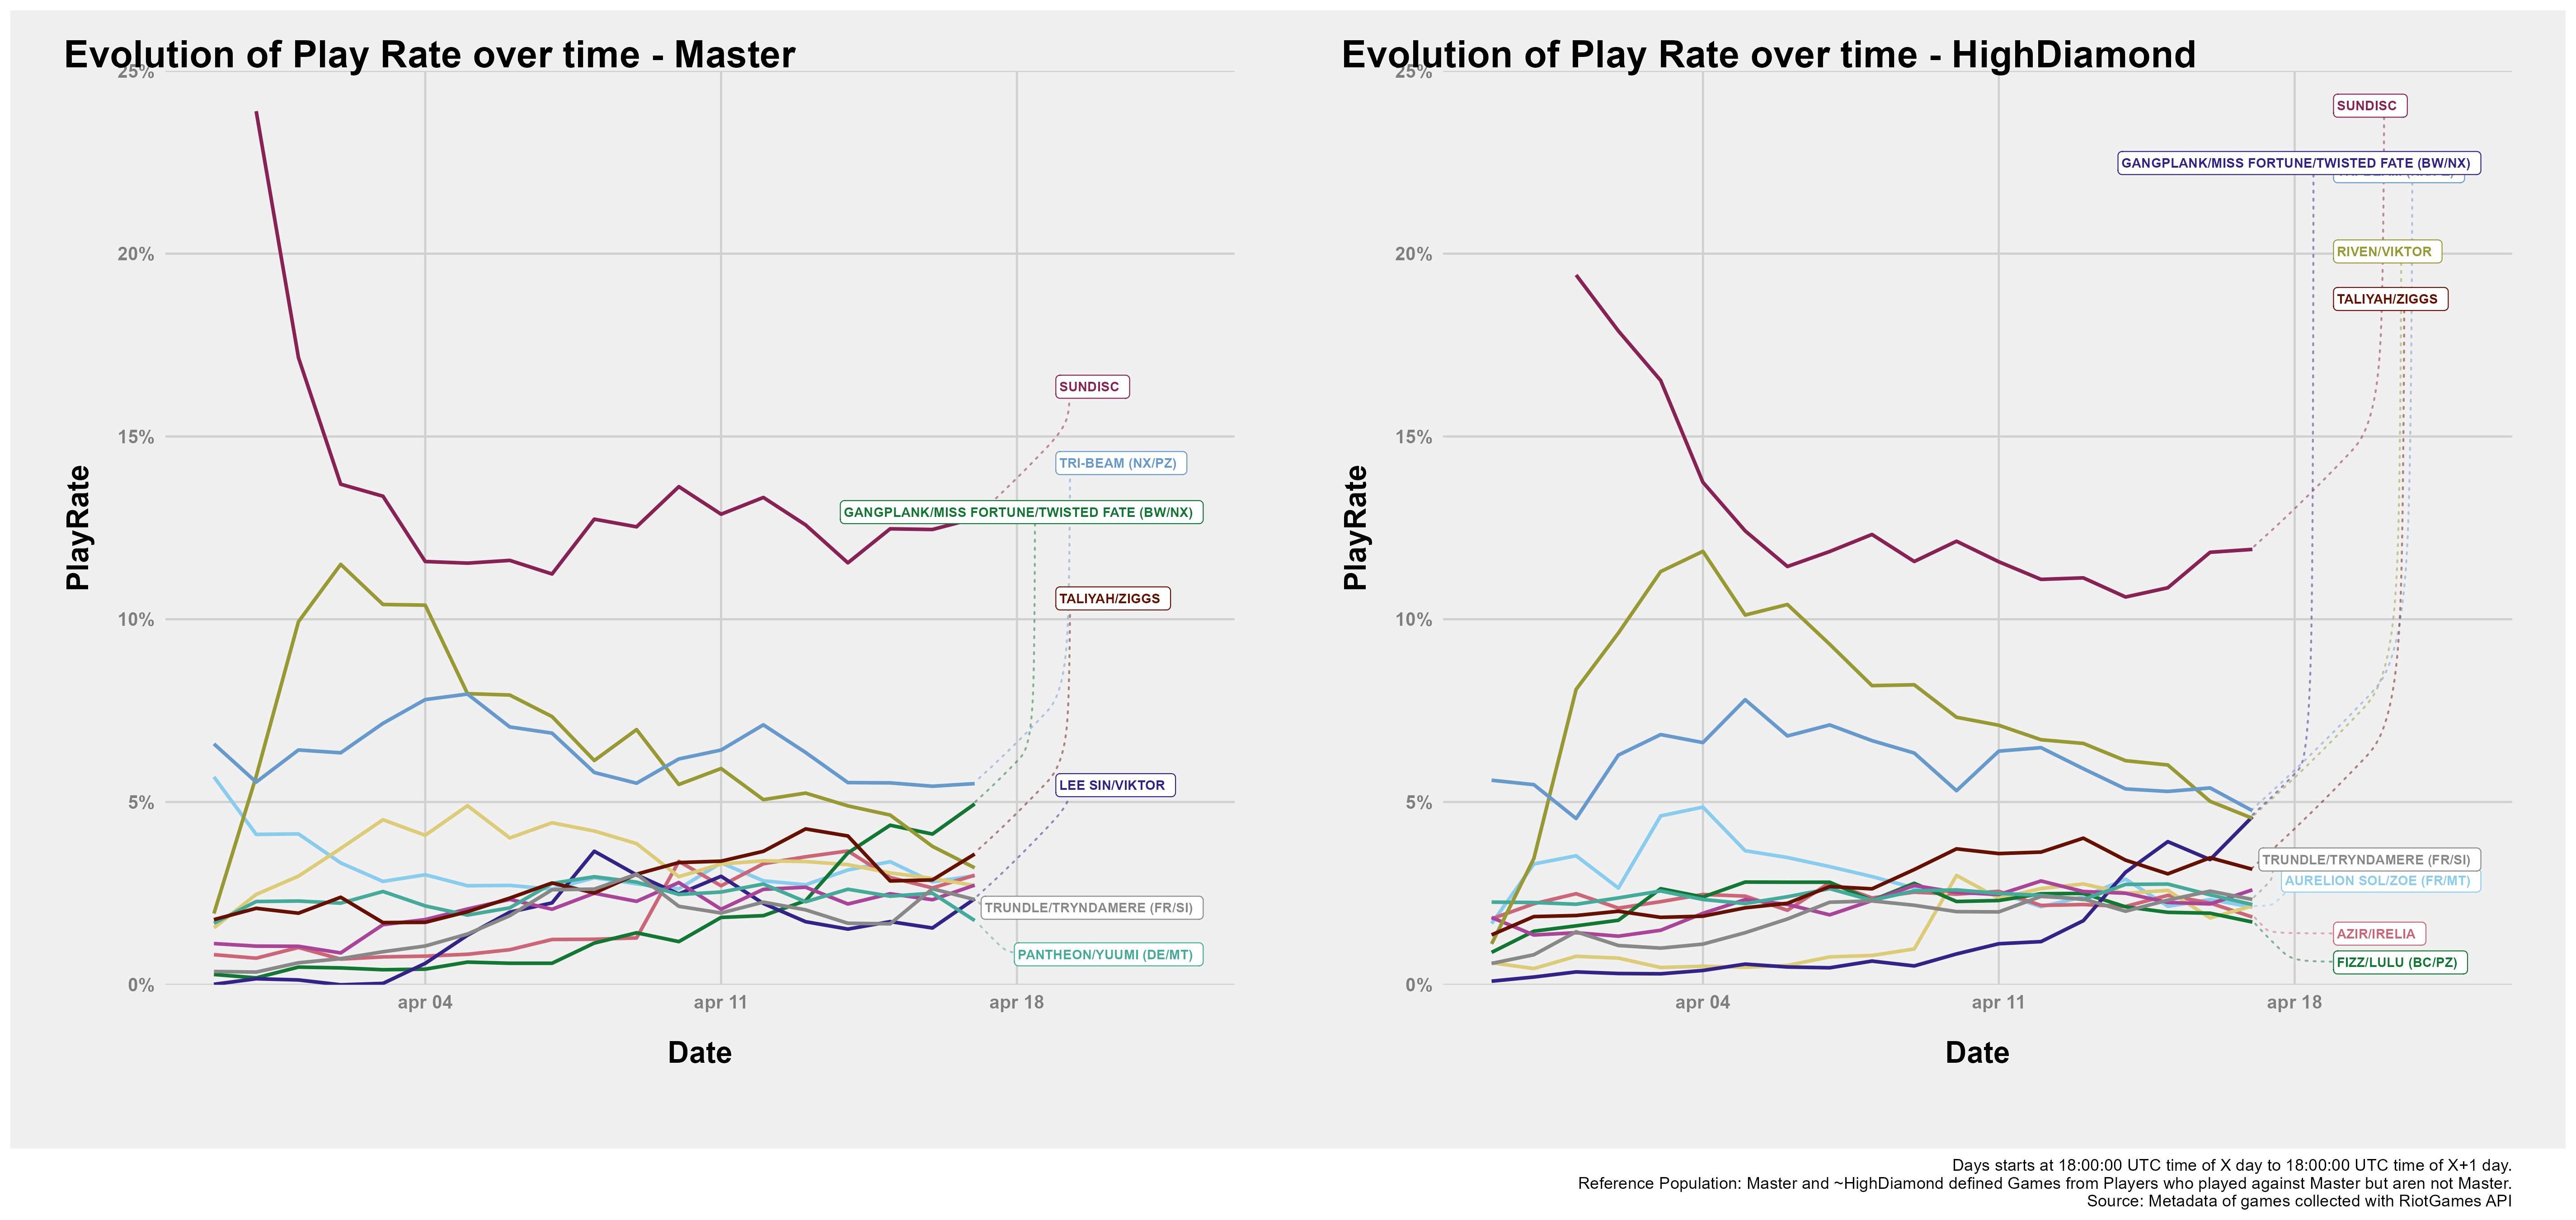 Evolution of Play Rate over time - Master
25%
20%
15%
10%
5%
0%
PlayRate
SUNDISC
TRI-BEAM (NX/PZ)
GANGPLANK/MISS FORTUNE/TWISTED FATE (BW/NX)
TALIYAH/ZIGGS
LEE SIN/VIKTOR
TRUNDLE/TRYNDAMERE (FR/SI)
PANTHEON/YUUMI (DE/MT)
apr 04
apr 11
apr 18
Date
Evolution of Play Rate over time - HighDiamond
25%
20%
15%
10%
5%
0%
PlayRate
SUNDISC
GANGPLANK/MISS FORTUNE/TWISTED FATE (BW/NX)
RIVEN/VIKTOR
TALIYAH/ZIGGS
TRUNDLE/TRYNDAMERE (FR/SI)
AURELION SOL/ZOE (FR/MT)
AZIR/IRELIA
FIZZ/LULU (BC/PZ)
apr 04
apr 11
apr 18
Date
Days starts at 18:00:00 UTC time of X day to 18:00:00 UTC time of X+1 day.
Reference Population: Master and ~HighDiamond defined Games from Players who played against Master but aren not Master.
Source: Metadata of games collected with RiotGames API